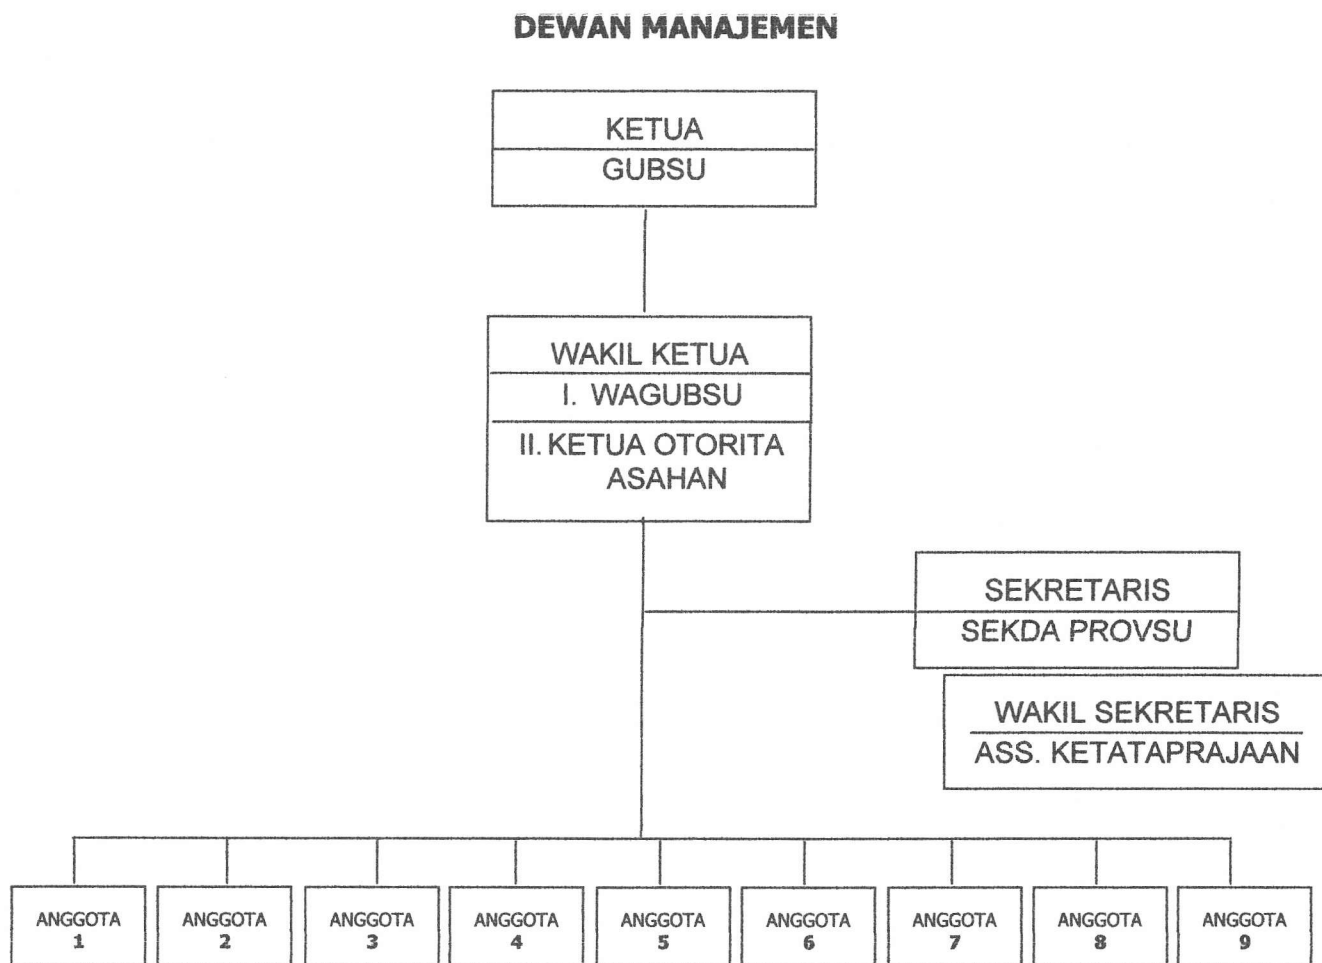 DEWAN MANAJEMEN
KETUA
GUBSU
WAKIL KETUA
I. WAGUBSU
II. KETUA OTORITA
ASAHAN
SEKRETARIS
SEKDA PROVSU
WAKIL SEKRETARIS
ASS. KETATAPRAJAAN
ANGGOTA
1
ANGGOTA
2
ANGGOTA
3
ANGGOTA
4
ANGGOTA
5
ANGGOTA
6
ANGGOTA
7
ANGGOTA
8
ANGGOTA
9